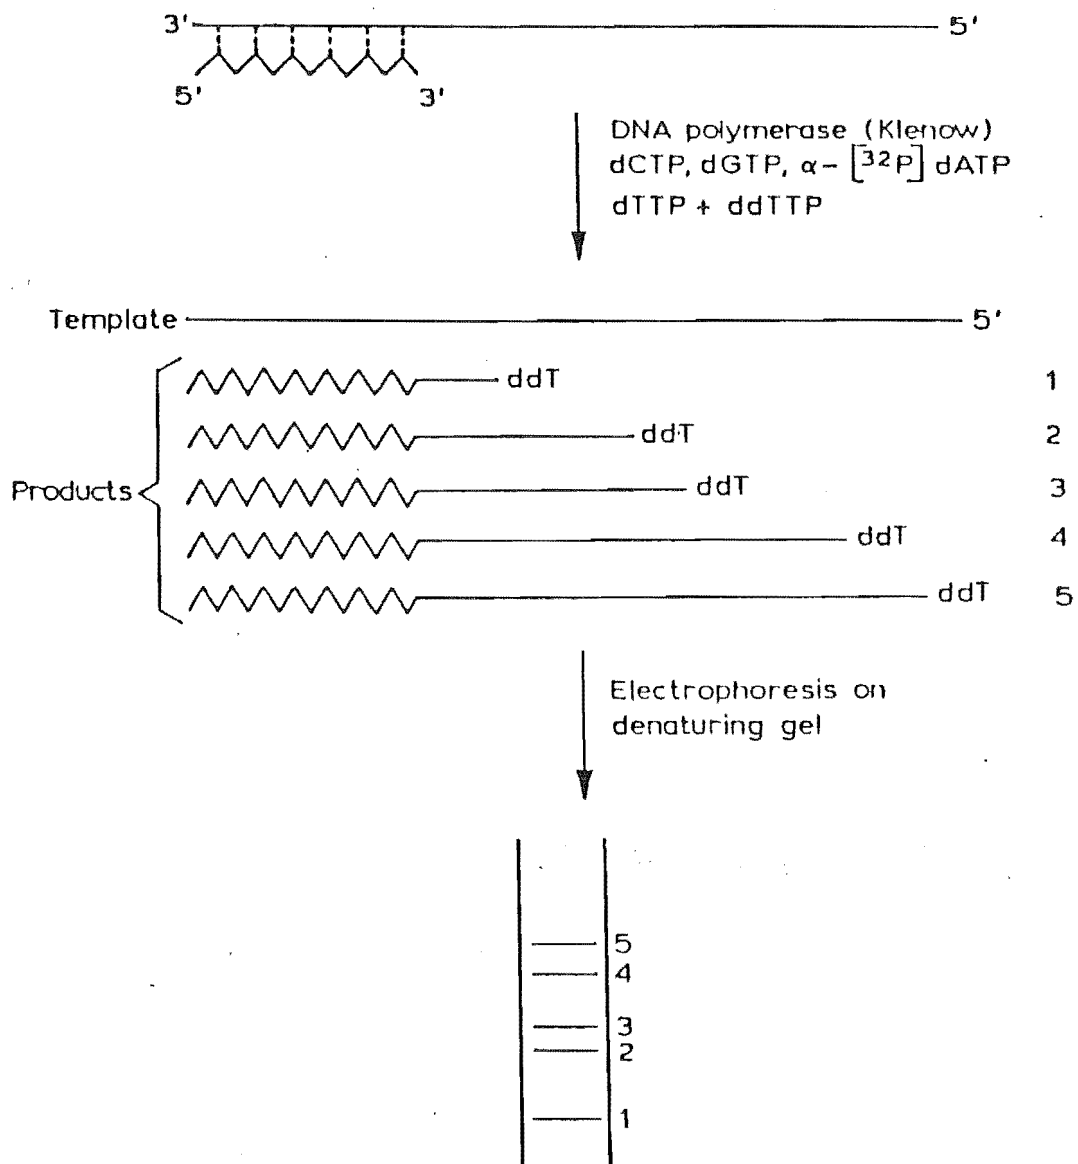 3' 5'
5' 3'
DNA polymerase (Klenow)
dCTP, dGTP, α- [³²P] dATP
dTTP + ddTTP
Template 5'
ddT 1
ddT 2
Products
ddT 3
ddT 4
ddT 5
Electrophoresis on
denaturing gel
5
4
3
2
1